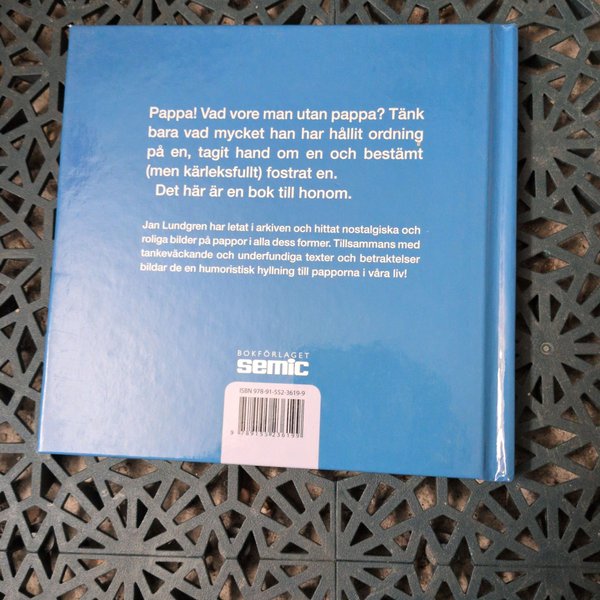 Pappa! Vad vore man utan pappa? Tänk
bara vad mycket han har hållit ordning
på en, tagit hand om en och bestämt
(men kärleksfullt) fostrat en.
Det här är en bok till honom.
Jan Lundgren har letat i arkiven och hittat nostalgiska och
roliga bilder på pappor i alla dess former. Tillsammans med
tankeväckande och underfundiga texter och betraktelser
bildar de en humoristisk hyllning till papporna i våra liv!
BOKFÖRLAGET
semic
ISBN 978-91-552-3619-9
9 789155 236199